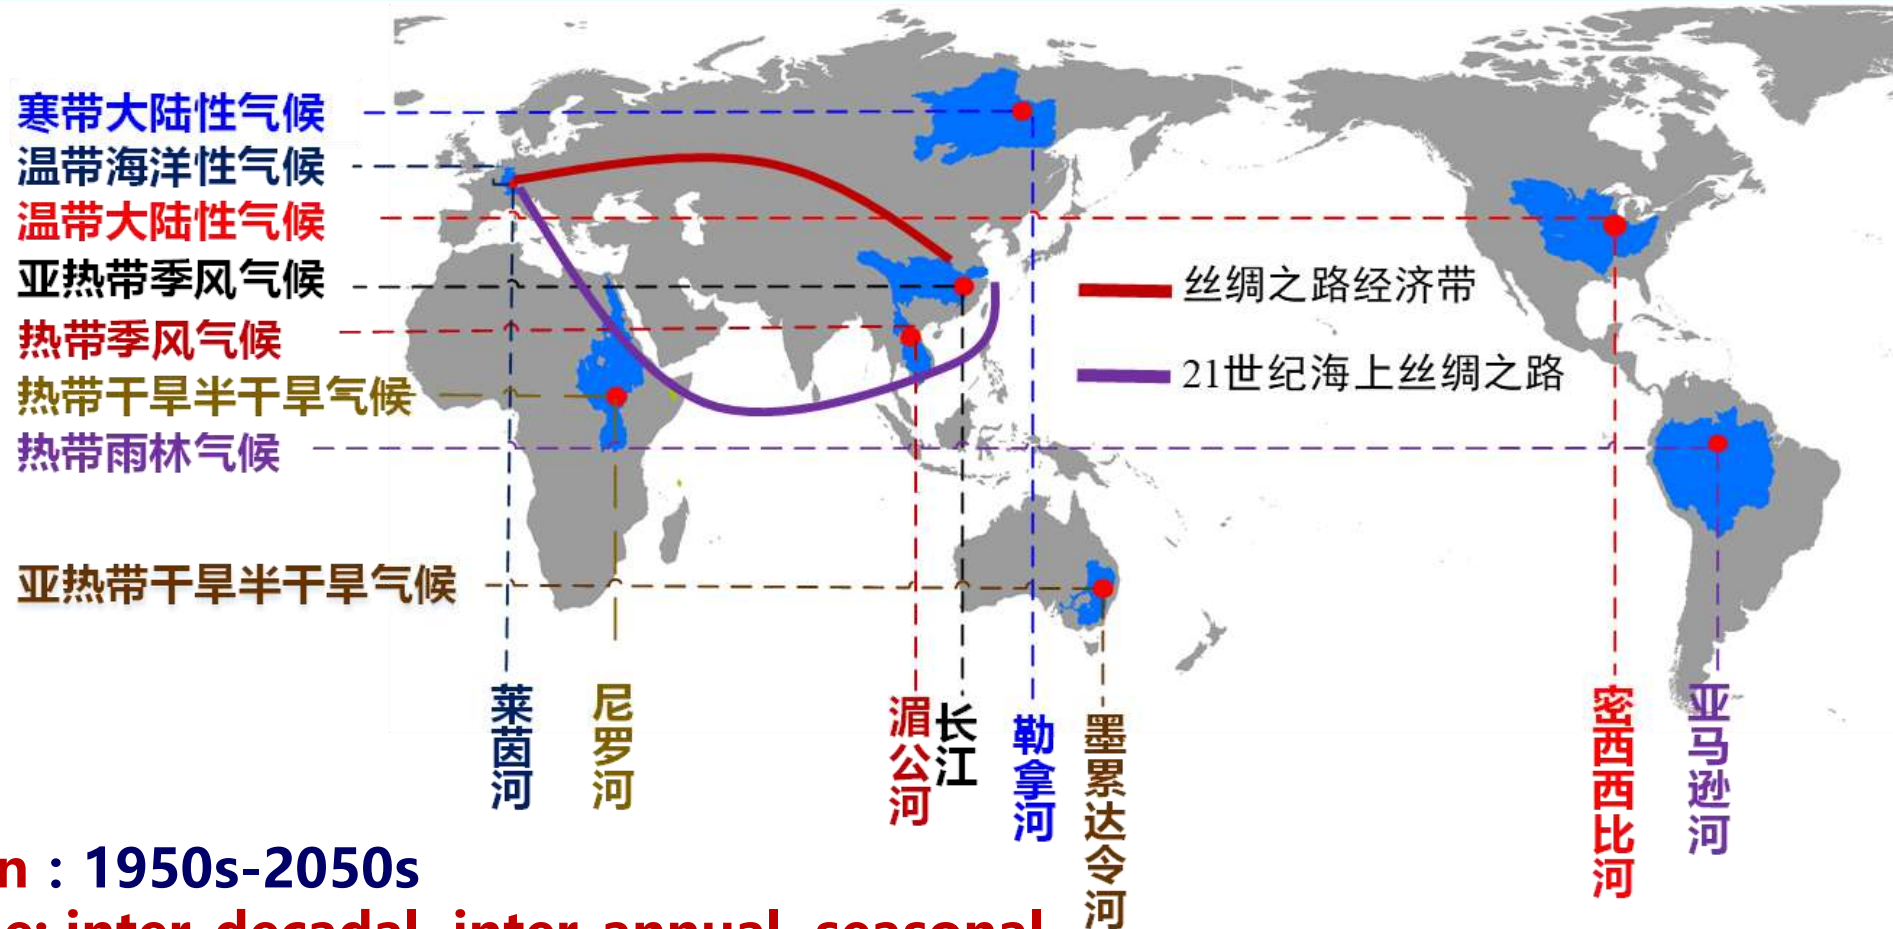 寒带大陆性气候
温带海洋性气候
温带大陆性气候
亚热带季风气候
热带季风气候
热带干旱半干旱气候
热带雨林气候
亚热带干旱半干旱气候
丝绸之路经济带
21世纪海上丝绸之路
莱茵河
尼罗河
湄公河
长江
勒拿河
墨累达令河
密西西比河
亚马逊河
n : 1950s-2050s
e: inter-decadal, inter-annual, seasonal